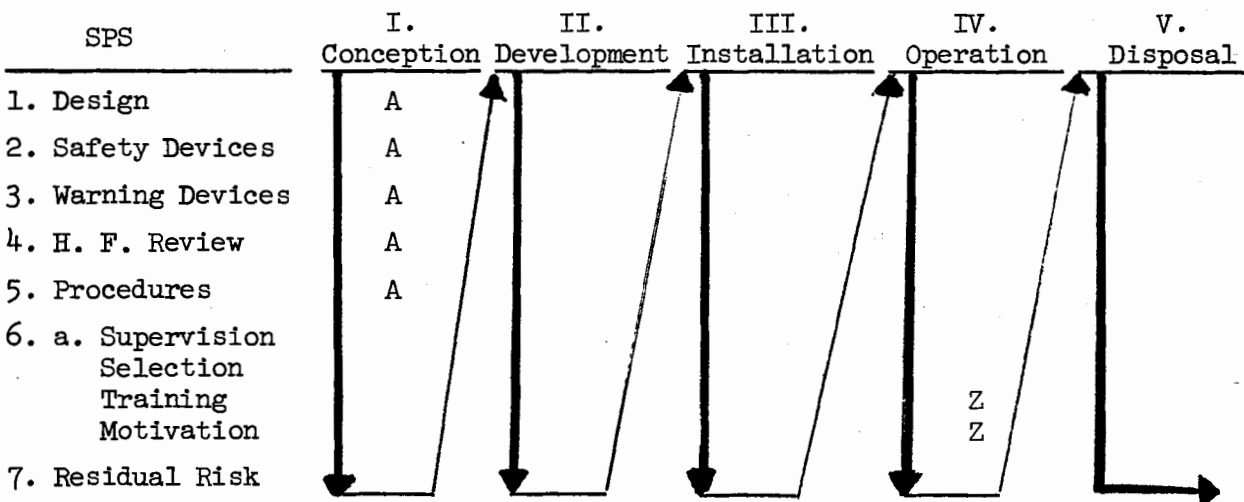 I. II. III. IV. V.
SPS Conception Development Installation Operation Disposal
1. Design A
2. Safety Devices A
3. Warning Devices A
4. H. F. Review A
5. Procedures A
6. a. Supervision
Selection
Training Z
Motivation Z
7. Residual Risk